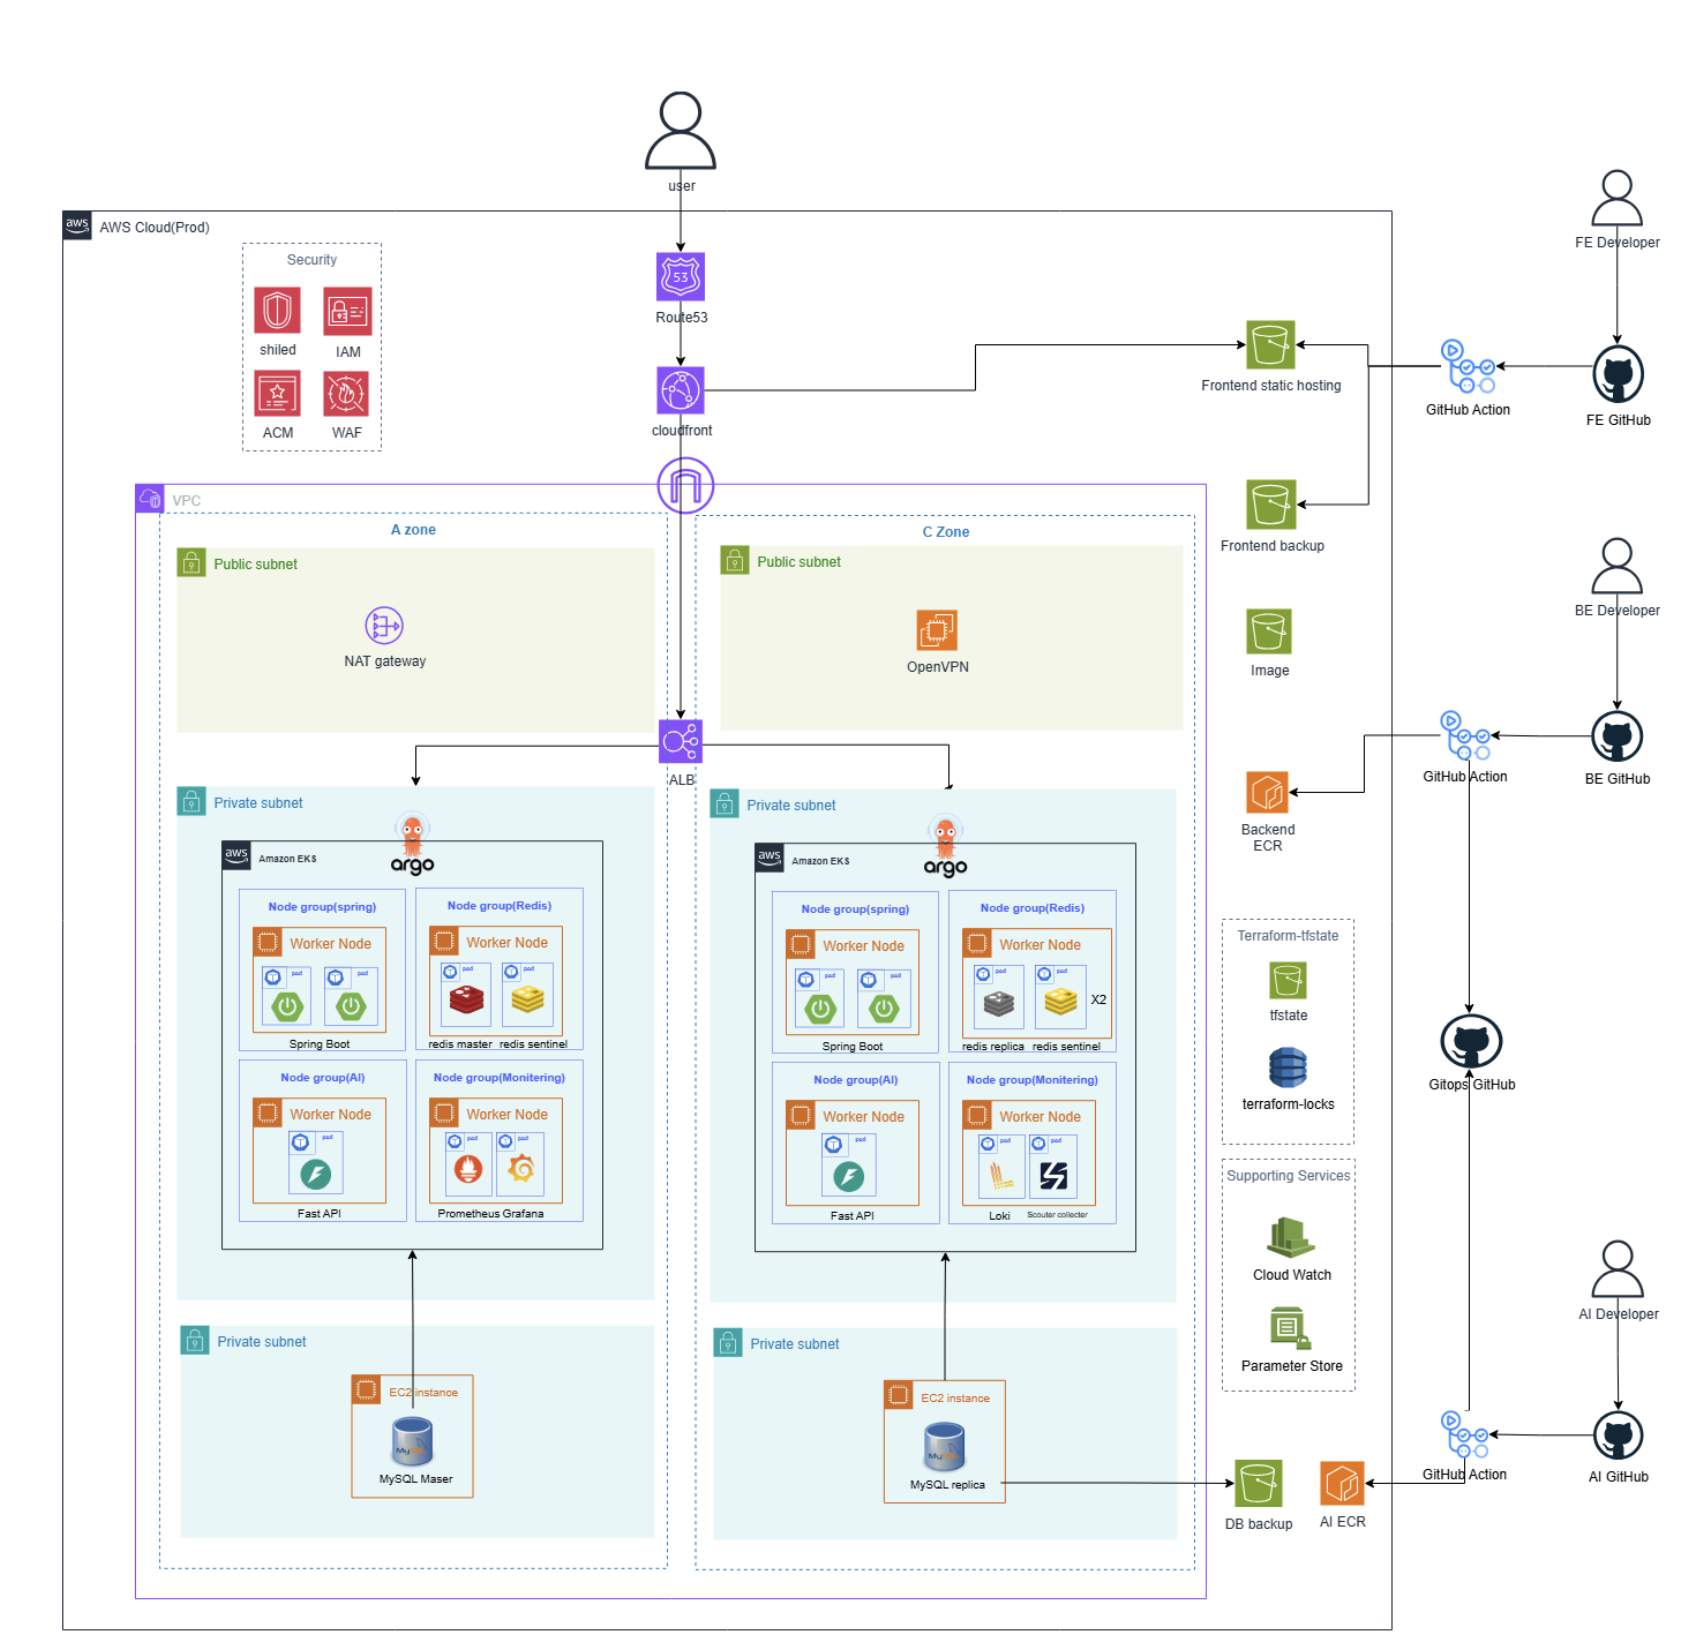 user
FE Developer
aws
AWS Cloud(Prod)
Security
shiled
IAM
ACM
WAF
53
Route53
cloudfront
Frontend static hosting
GitHub Action
FE GitHub
VPC
A zone
C Zone
Public subnet
NAT gateway
Public subnet
OpenVPN
Frontend backup
Image
BE Developer
GitHub Action
BE GitHub
ALB
Backend
ECR
Private subnet
argo
aws
Amazon EKS
Node group(spring)
Worker Node
pod
pod
Spring Boot
Node group(Redis)
Worker Node
pod
pod
redis master
redis sentinel
Node group(AI)
Worker Node
pod
Fast API
Node group(Monitering)
Worker Node
pod
pod
Prometheus
Grafana
Private subnet
argo
aws
Amazon EKS
Node group(spring)
Worker Node
pod
pod
Spring Boot
Node group(Redis)
Worker Node
pod
pod
X2
redis replica
redis sentinel
Node group(AI)
Worker Node
pod
Fast API
Node group(Monitering)
Worker Node
pod
pod
Loki
Scouter collecter
Terraform-tfstate
tfstate
terraform-locks
Gitops GitHub
Supporting Services
Cloud Watch
Parameter Store
AI Developer
Private subnet
EC2 instance
MySQL
MySQL Maser
Private subnet
EC2 instance
MySQL
MySQL replica
DB backup
AI ECR
GitHub Action
AI GitHub